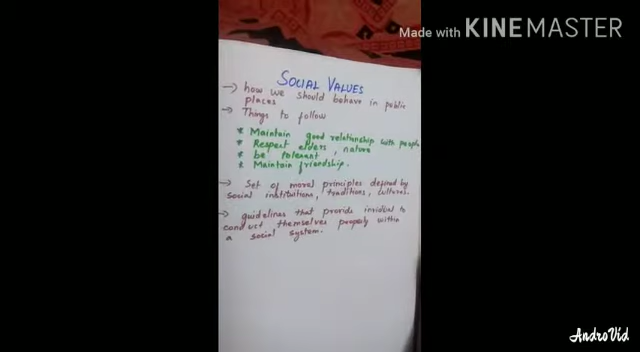 Made with KINEMASTER
SOCIAL VALUES
→ how we should behave in public
places
→ Things to follow
* Maintain good relationship with people
* Respect elders, nature
* be tolerant
* Maintain friendship.
→ Set of moral principles defined by
social institutions, traditions, cultures.
→ guidelines that provide to
conduct themselves properly within
a social system.
AndroVid